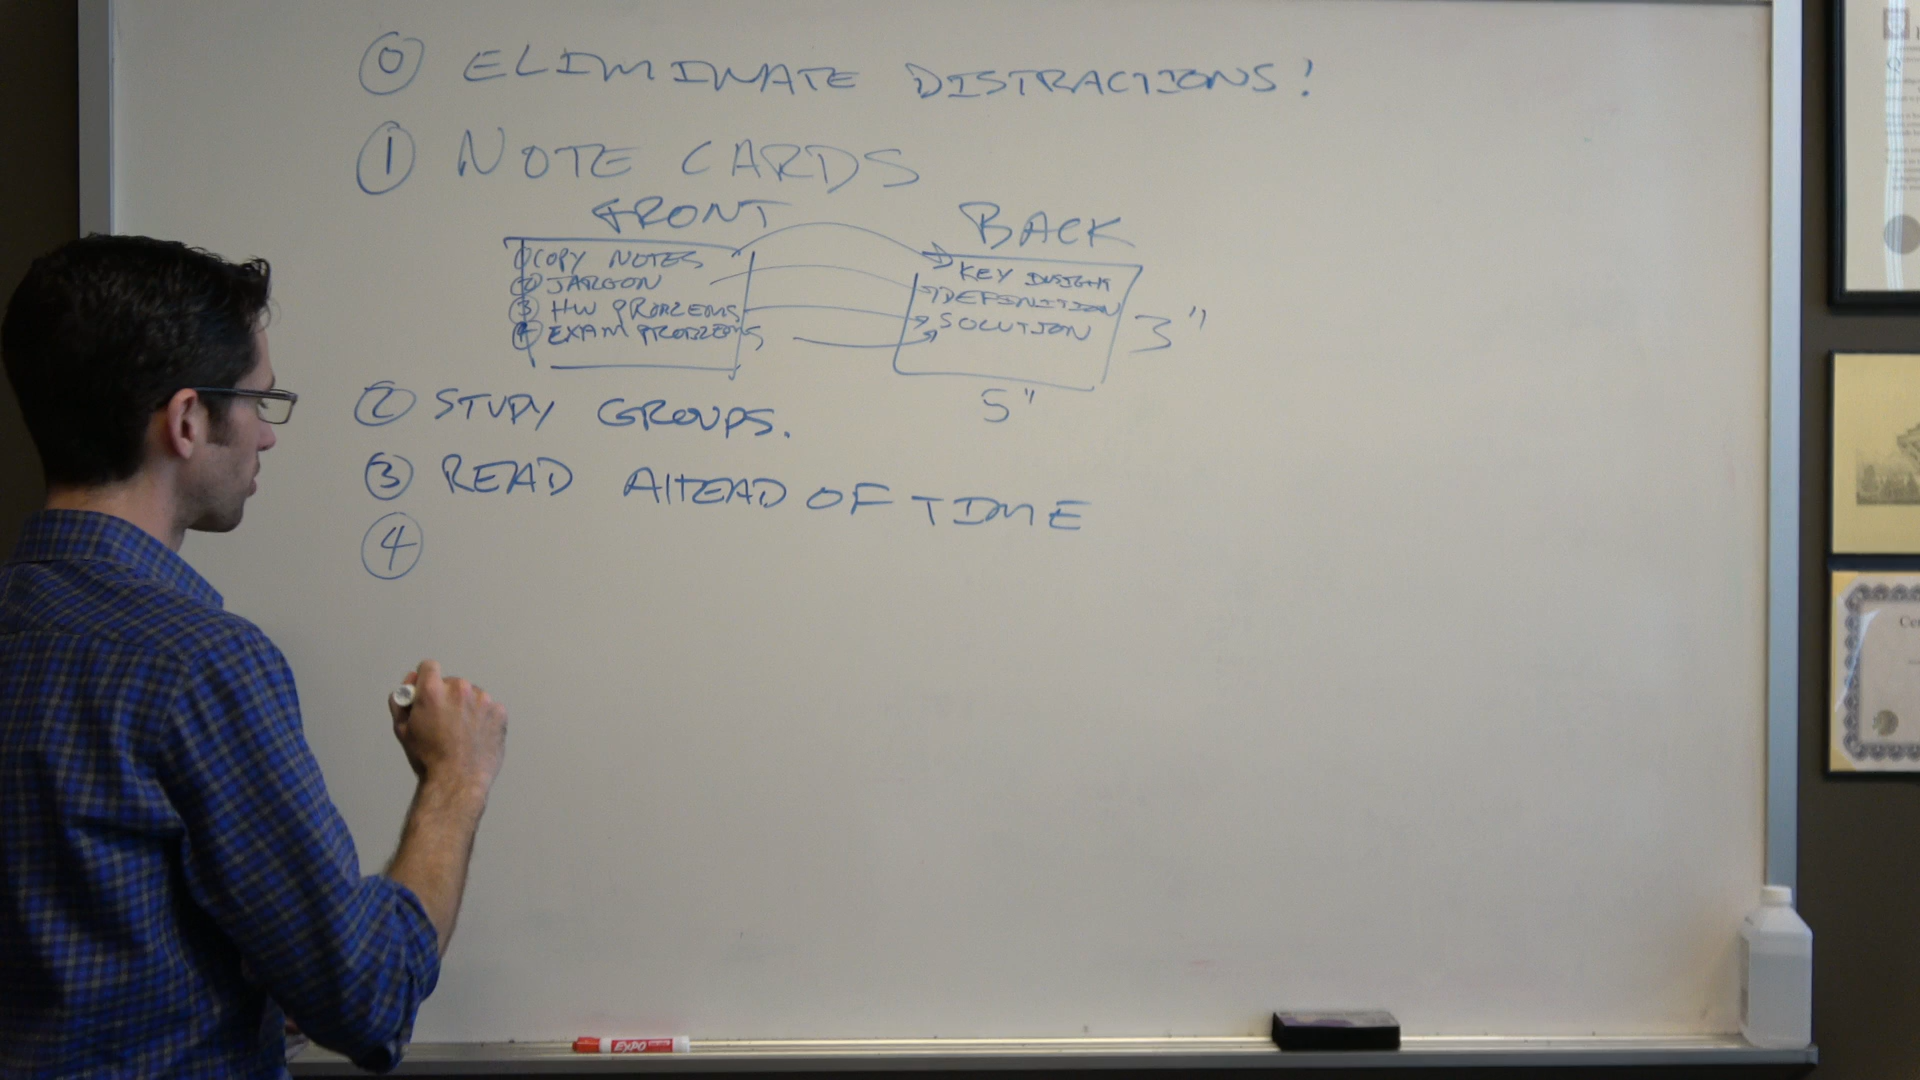 0 ELIMINATE DISTRACTIONS!
1 NOTE CARDS
FRONT BACK
1 COPY NOTES
2 JARGON
3 HW PROBLEMS
4 EXAM PROBLEMS
KEY INSIGHT
DEFINITION
SOLUTION
3"
5"
2 STUDY GROUPS.
3 READ AHEAD OF TIME
4
EXPO